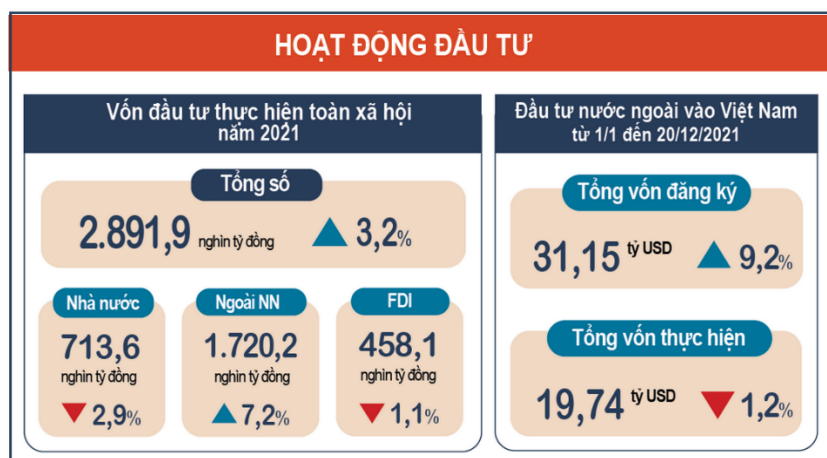 HOẠT ĐỘNG ĐẦU TƯ
Vốn đầu tư thực hiện toàn xã hội
năm 2021
Tổng số
2.891,9 nghìn tỷ đồng 3,2%
Nhà nước
713,6
nghìn tỷ đồng
2,9%
Ngoài NN
1.720,2
nghìn tỷ đồng
7,2%
FDI
458,1
nghìn tỷ đồng
1,1%
Đầu tư nước ngoài vào Việt Nam
từ 1/1 đến 20/12/2021
Tổng vốn đăng ký
31,15 tỷ USD 9,2%
Tổng vốn thực hiện
19,74 tỷ USD 1,2%